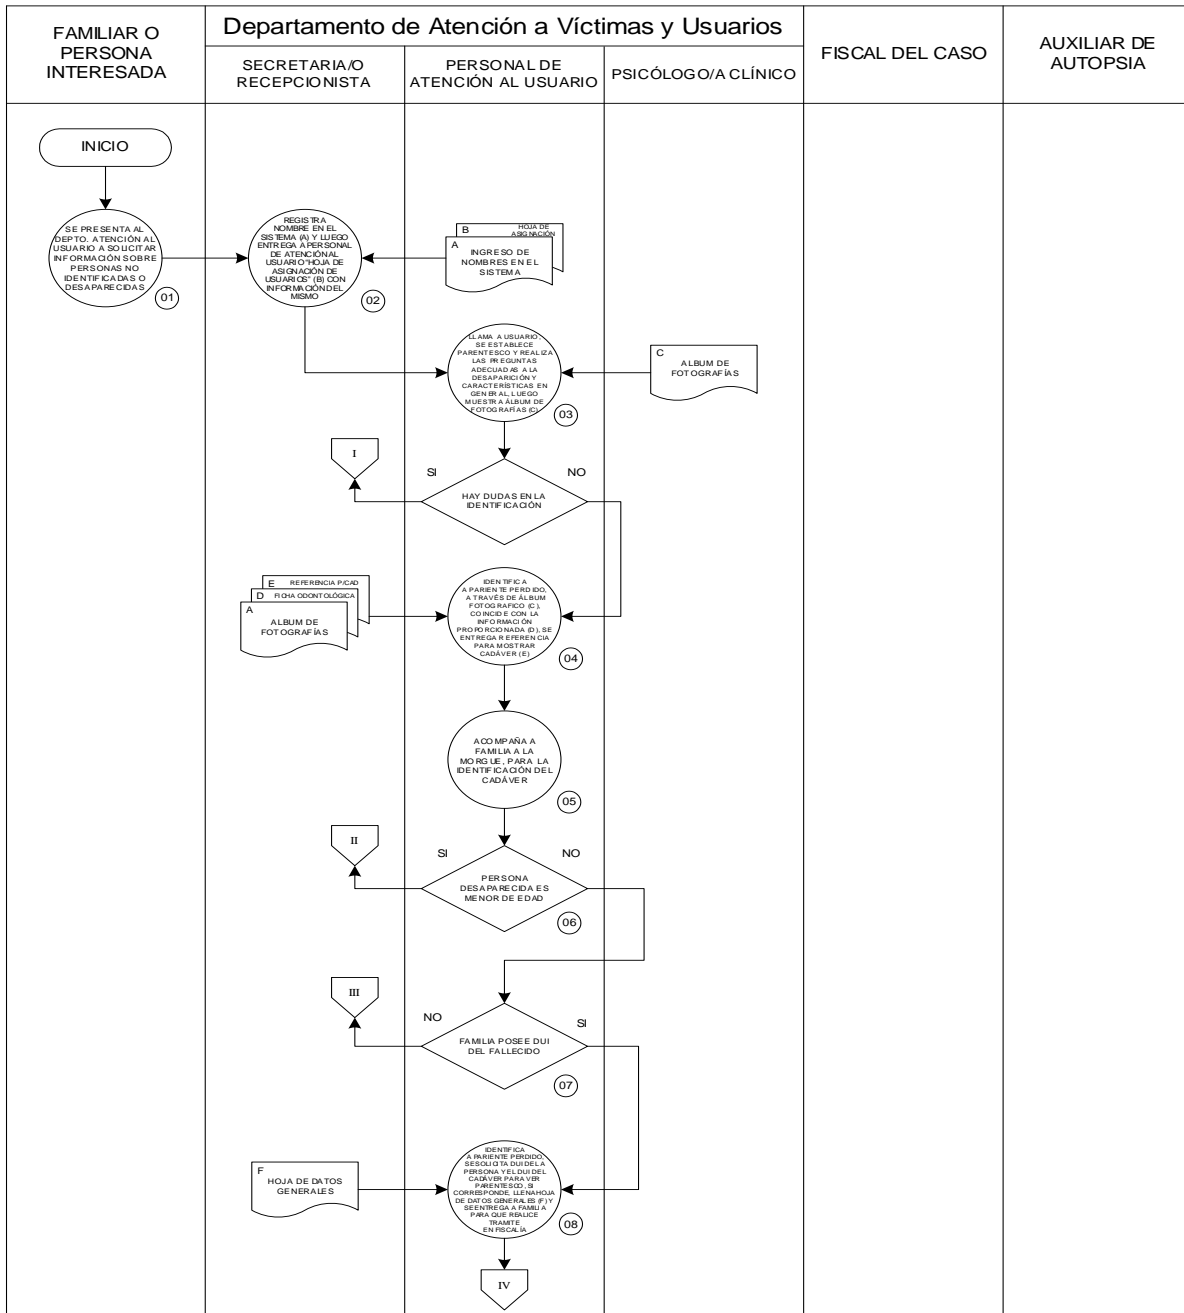 FAMILIAR O
PERSONA
INTERESADA
Departamento de Atención a Víctimas y Usuarios
SECRETARIA/O
RECEPCIONISTA
PERSONAL DE
ATENCIÓN AL USUARIO
PSICÓLOGO/A CLÍNICO
FISCAL DEL CASO
AUXILIAR DE
AUTOPSIA
INICIO
SE PRESENTA AL
DEPTO. ATENCIÓN AL
USUARIO A SOLICITAR
INFORMACIÓN SOBRE
PERSONAS NO
IDENTIFICADAS O
DESAPARECIDAS
01
REGISTRA
NOMBRE EN EL
SISTEMA (A) Y LUEGO
ENTREGA A PERSONAL
DE ATENCIÓN AL
USUARIO "HOJA DE
ASIGNACIÓN DE
USUARIOS" (B) CON
INFORMACIÓN DEL
MISMO
02
B
HOJA DE
ASIGNACIÓN
A
INGRESO DE
NOMBRES EN EL
SISTEMA
LLAMA A USUARIO,
SE ESTABLECE
PARENTESCO Y REALIZA
LAS PREGUNTAS
ADECUADAS A LA
DESAPARICIÓN Y
CARACTERÍSTICAS EN
GENERAL, LUEGO
MUESTRA ÁLBUM DE
FOTOGRAFÍAS (C)
03
C
ALBUM DE
FOTOGRAFÍAS
I
SI
NO
HAY DUDAS EN LA
IDENTIFICACIÓN
E
REFERENCIA P/CAD
D
FICHA ODONTOLÓGICA
A
ALBUM DE
FOTOGRAFÍAS
IDENTIFICA
A PARIENTE PERDIDO,
A TRAVÉS DE ÁLBUM
FOTOGRAFICO (C),
COINCIDE CON LA
INFORMACIÓN
PROPORCIONADA (D), SE
ENTREGA REFERENCIA
PARA MOSTRAR
CADÁVER (E)
04
ACOMPAÑA A
FAMILIA A LA
MORGUE, PARA LA
IDENTIFICACIÓN DEL
CADÁVER
05
II
SI
NO
PERSONA
DESAPARECIDA ES
MENOR DE EDAD
06
III
NO
SI
FAMILIA POSEE DUI
DEL FALLECIDO
07
F
HOJA DE DATOS
GENERALES
IDENTIFICA
A PARIENTE PERDIDO,
SE SOLICITA DUI DE LA
PERSONA Y EL DUI DEL
CADÁVER PARA VER
PARENTESCO, SI
CORRESPONDE, LLENA HOJA
DE DATOS GENERALES (F) Y
SE ENTREGA A FAMILIA
PARA QUE REALICE
TRAMITE
EN FISCALÍA
08
IV